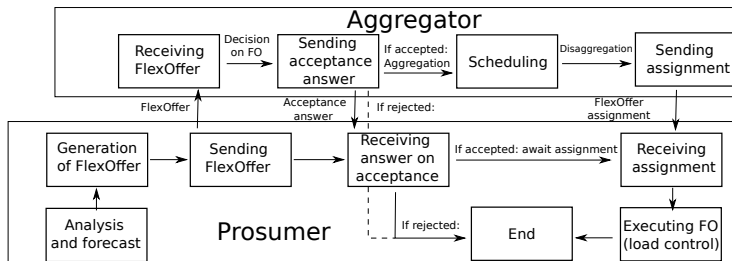 Aggregator
Receiving
FlexOffer
Decision
on FO
Sending
acceptance
answer
If accepted:
Aggregation
Scheduling
Disaggregation
Sending
assignment
FlexOffer
Acceptance
answer
If rejected:
FlexOffer
assignment
Generation
of FlexOffer
Sending
FlexOffer
Receiving
answer on
acceptance
If accepted: await assignment
Receiving
assignment
Analysis
and forecast
Prosumer
If rejected:
End
Executing FO
(load control)